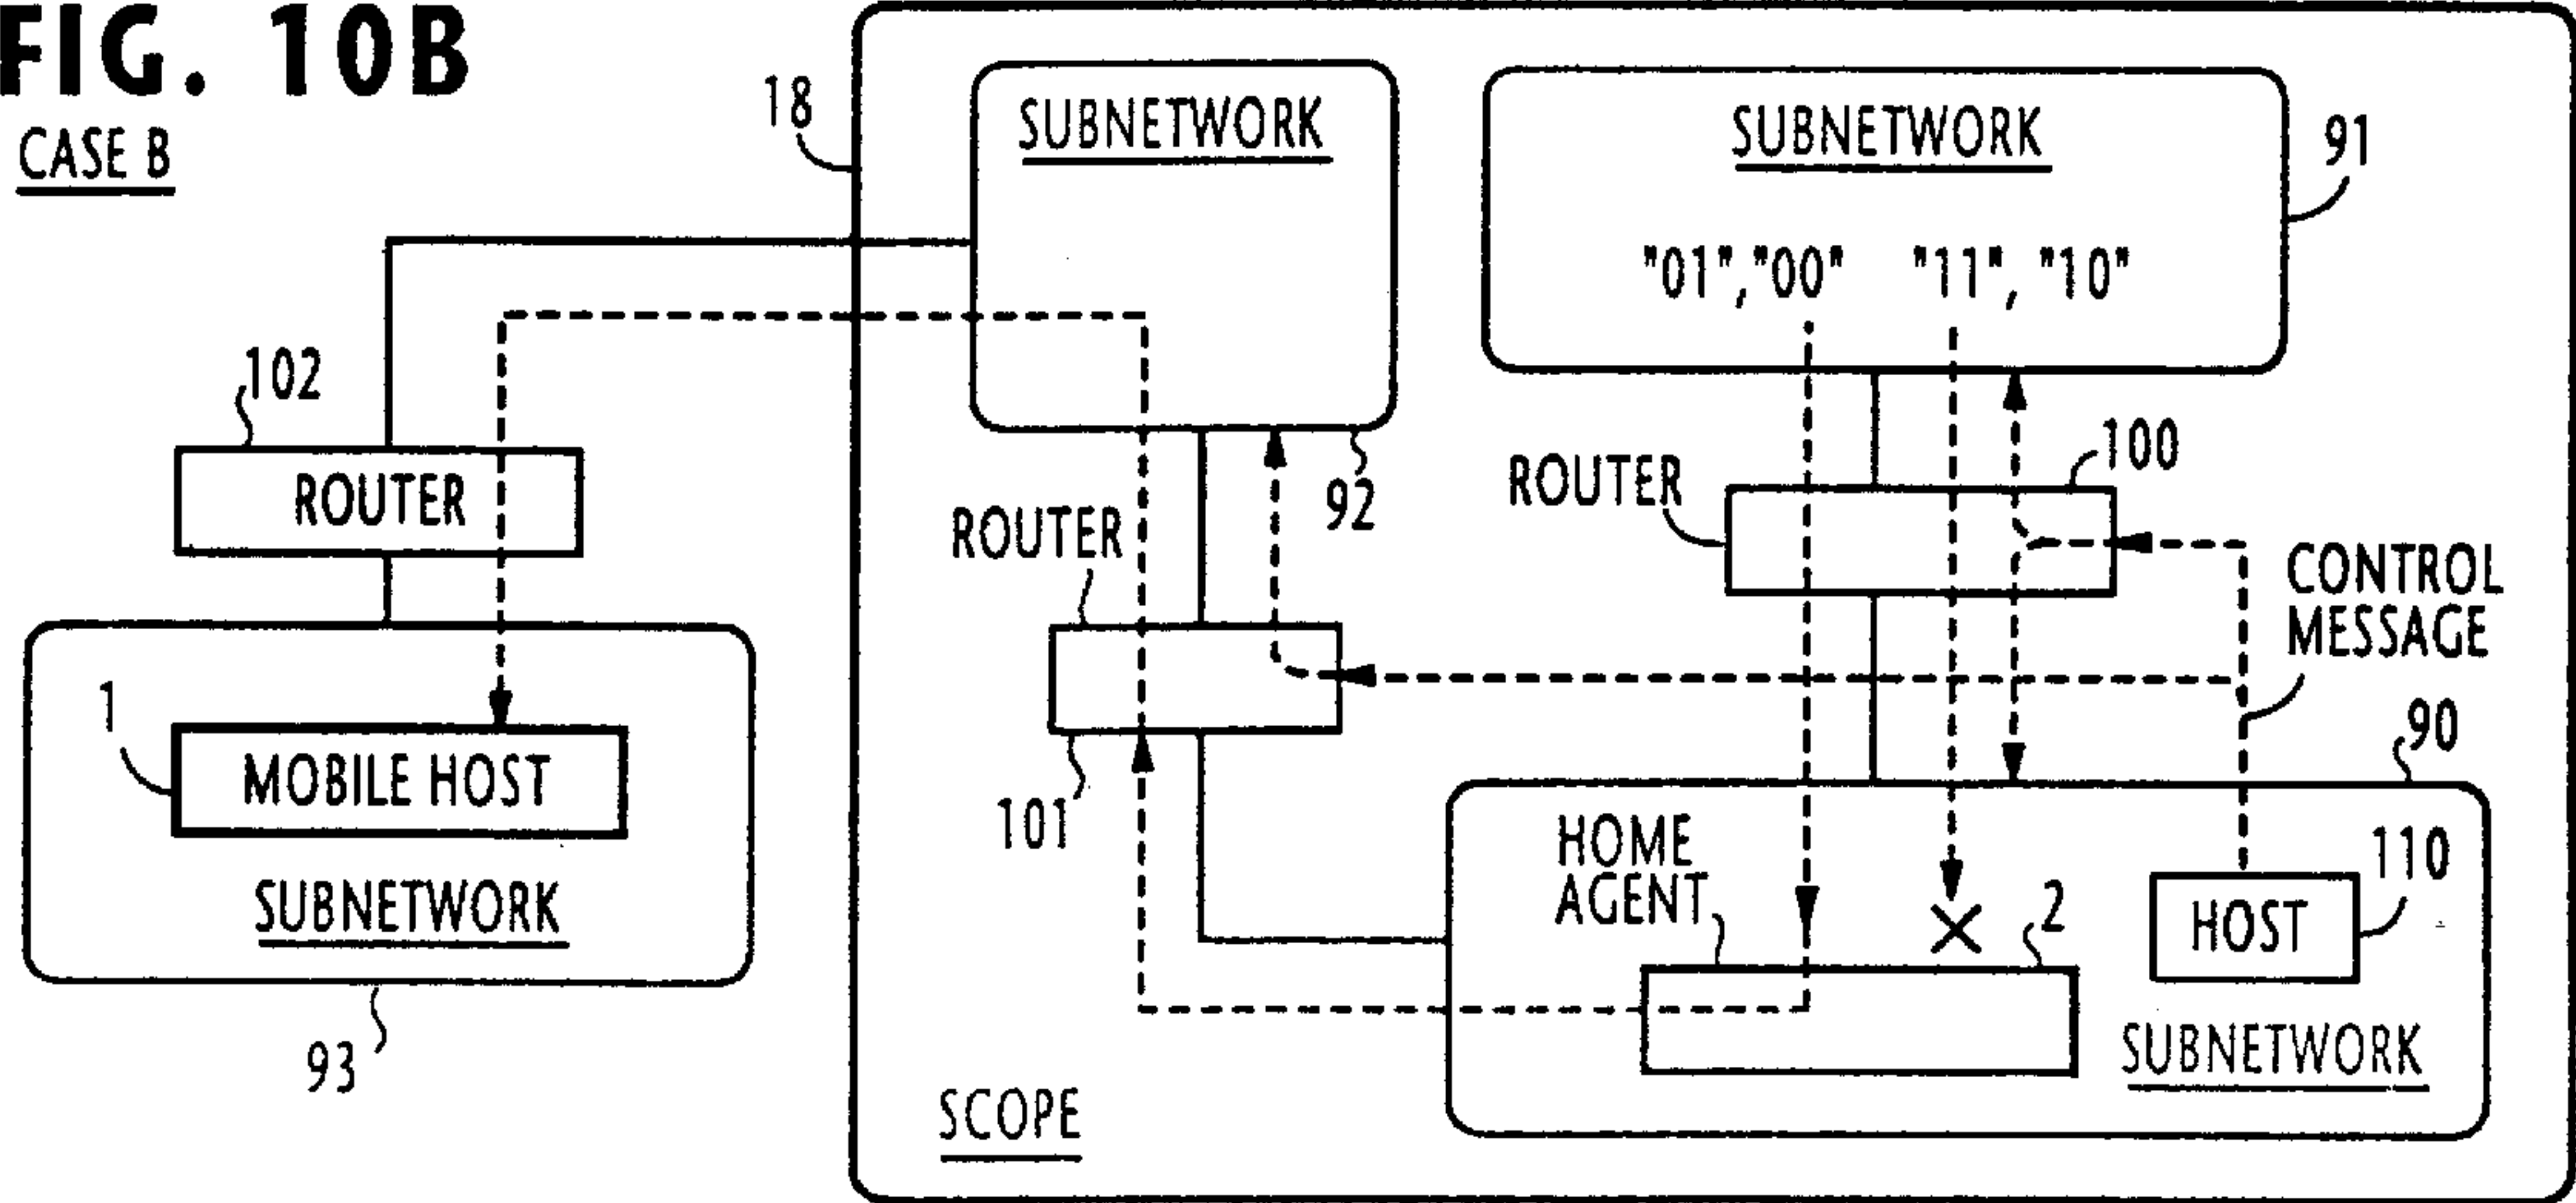 FIG. 10B
CASE B
18
SUBNETWORK
SUBNETWORK
91
"01","00" "11", "10"
102
ROUTER
92
ROUTER
100
ROUTER
CONTROL
MESSAGE
1
MOBILE HOST
SUBNETWORK
93
101
90
HOME
AGENT
2
110
HOST
SUBNETWORK
SCOPE